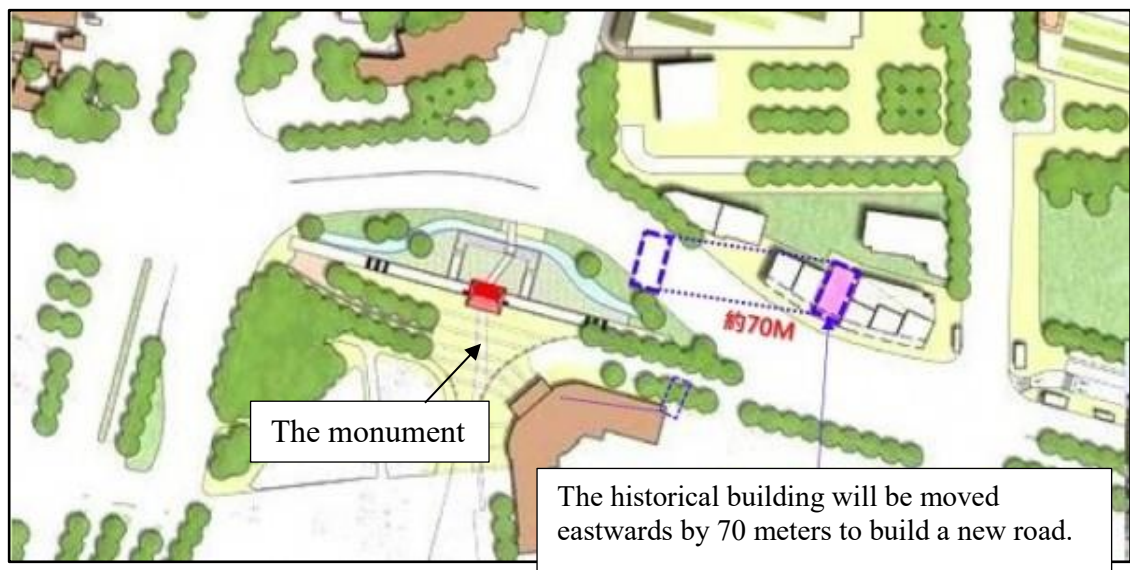 約70M
The monument
The historical building will be moved
eastwards by 70 meters to build a new road.